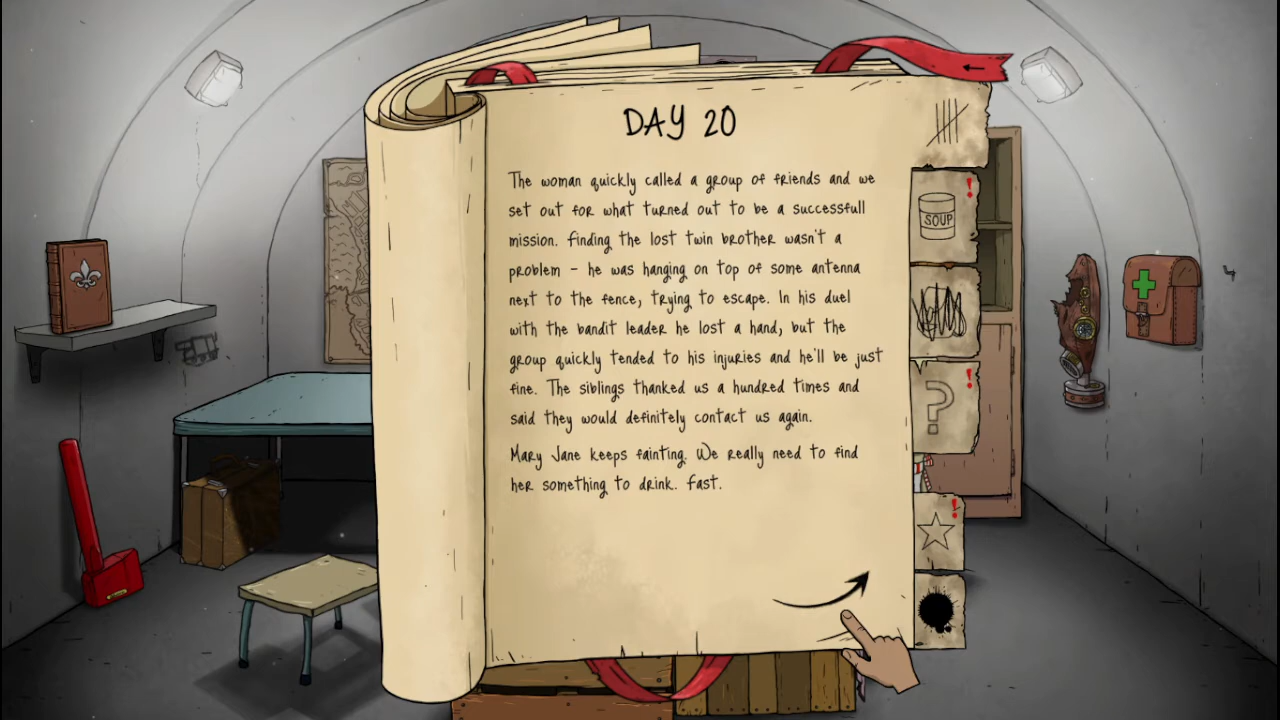 DAY 20
The woman quickly called a group of friends and we
set out for what turned out to be a successfull
mission. Finding the lost twin brother wasn't a
problem - he was hanging on top of some antenna
next to the fence, trying to escape. In his duel
with the bandit leader he lost a hand, but the
group quickly tended to his injuries and he'll be just
fine. The siblings thanked us a hundred times and
said they would definitely contact us again.
Mary Jane keeps fainting. We really need to find
her something to drink. Fast.
SOUP
!
?
!
!